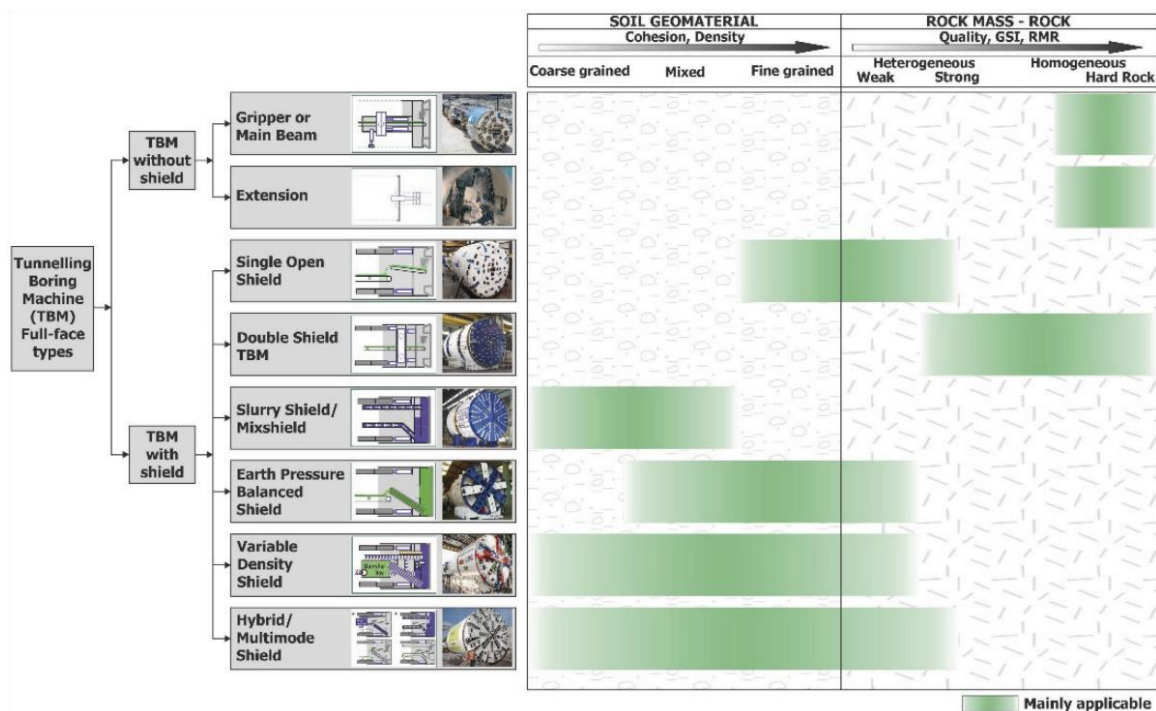 SOIL GEOMATERIAL
ROCK MASS - ROCK
Cohesion, Density
Quality, GSI, RMR
Coarse grained
Mixed
Fine grained
Heterogeneous
Weak
Strong
Homogeneous
Hard Rock
Tunnelling
Boring
Machine
(TBM)
Full-face
types
TBM
without
shield
Gripper or
Main Beam
Extension
TBM
with
shield
Single Open
Shield
Double Shield
TBM
Slurry Shield/
Mixshield
Earth Pressure
Balanced
Shield
Variable
Density
Shield
Hybrid/
Multimode
Shield
Mainly applicable